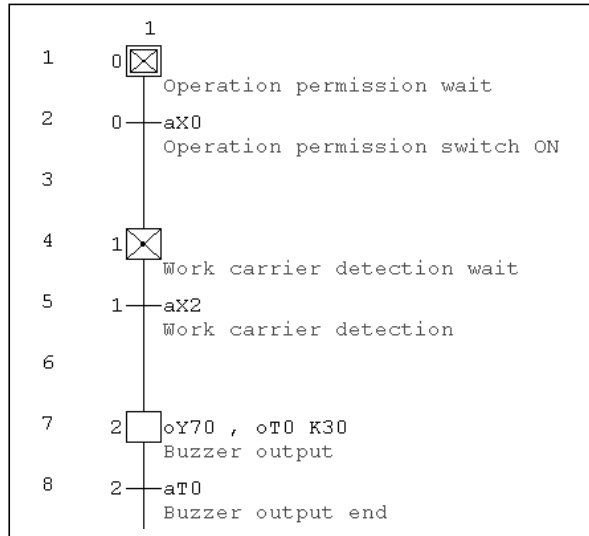 1
1 0
Operation permission wait
2 0 aX0
Operation permission switch ON
3
4 1
Work carrier detection wait
5 1 aX2
Work carrier detection
6
7 2 oY70 , oT0 K30
Buzzer output
8 2 aT0
Buzzer output end